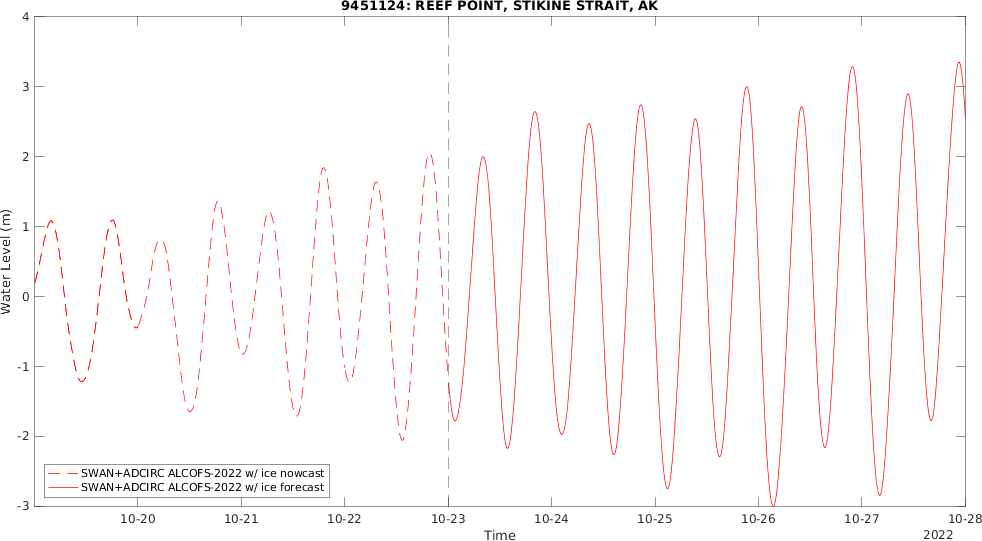 9451124: REEF POINT, STIKINE STRAIT, AK
4
3
2
1
0
-1
-2
-3
Water Level (m)
SWAN+ADCIRC ALCOFS-2022 w/ ice nowcast
SWAN+ADCIRC ALCOFS-2022 w/ ice forecast
10-20 10-21 10-22 10-23 10-24 10-25 10-26 10-27 10-28
Time
2022